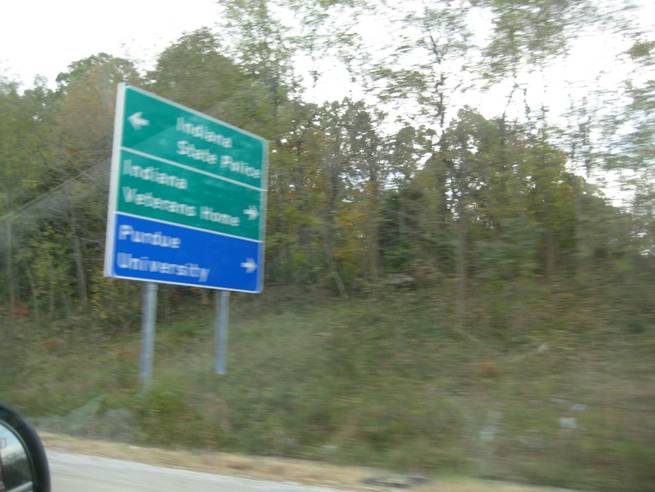 Indiana
State Police
Indiana
Veterans Home
Purdue
University